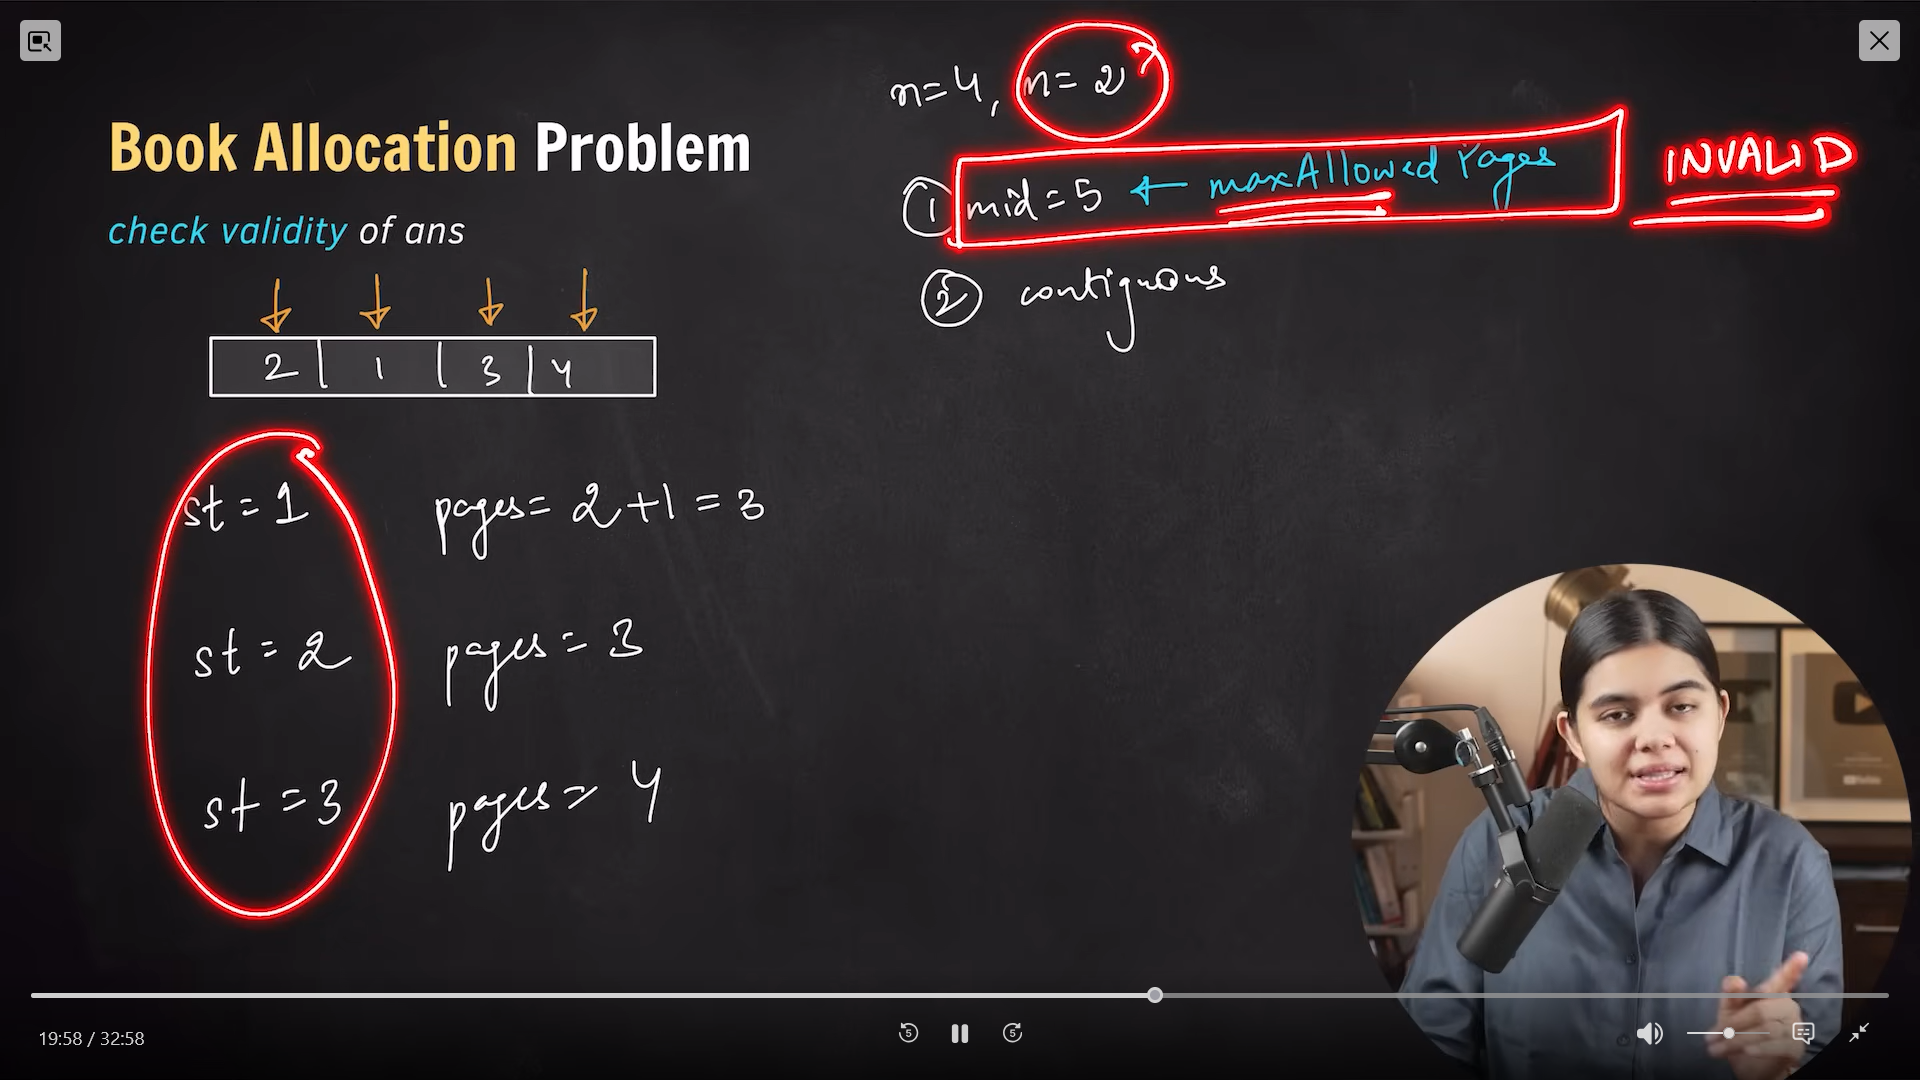 n=4, m=2
Book Allocation Problem
① mid=5 ← maxAllowed Pages
INVALID
check validity of ans
② contiguous
2 | 1 | 3 | 4
st = 1 pages = 2+1 = 3
st = 2 pages = 3
st = 3 pages = 4
19:58 / 32:58
5
5